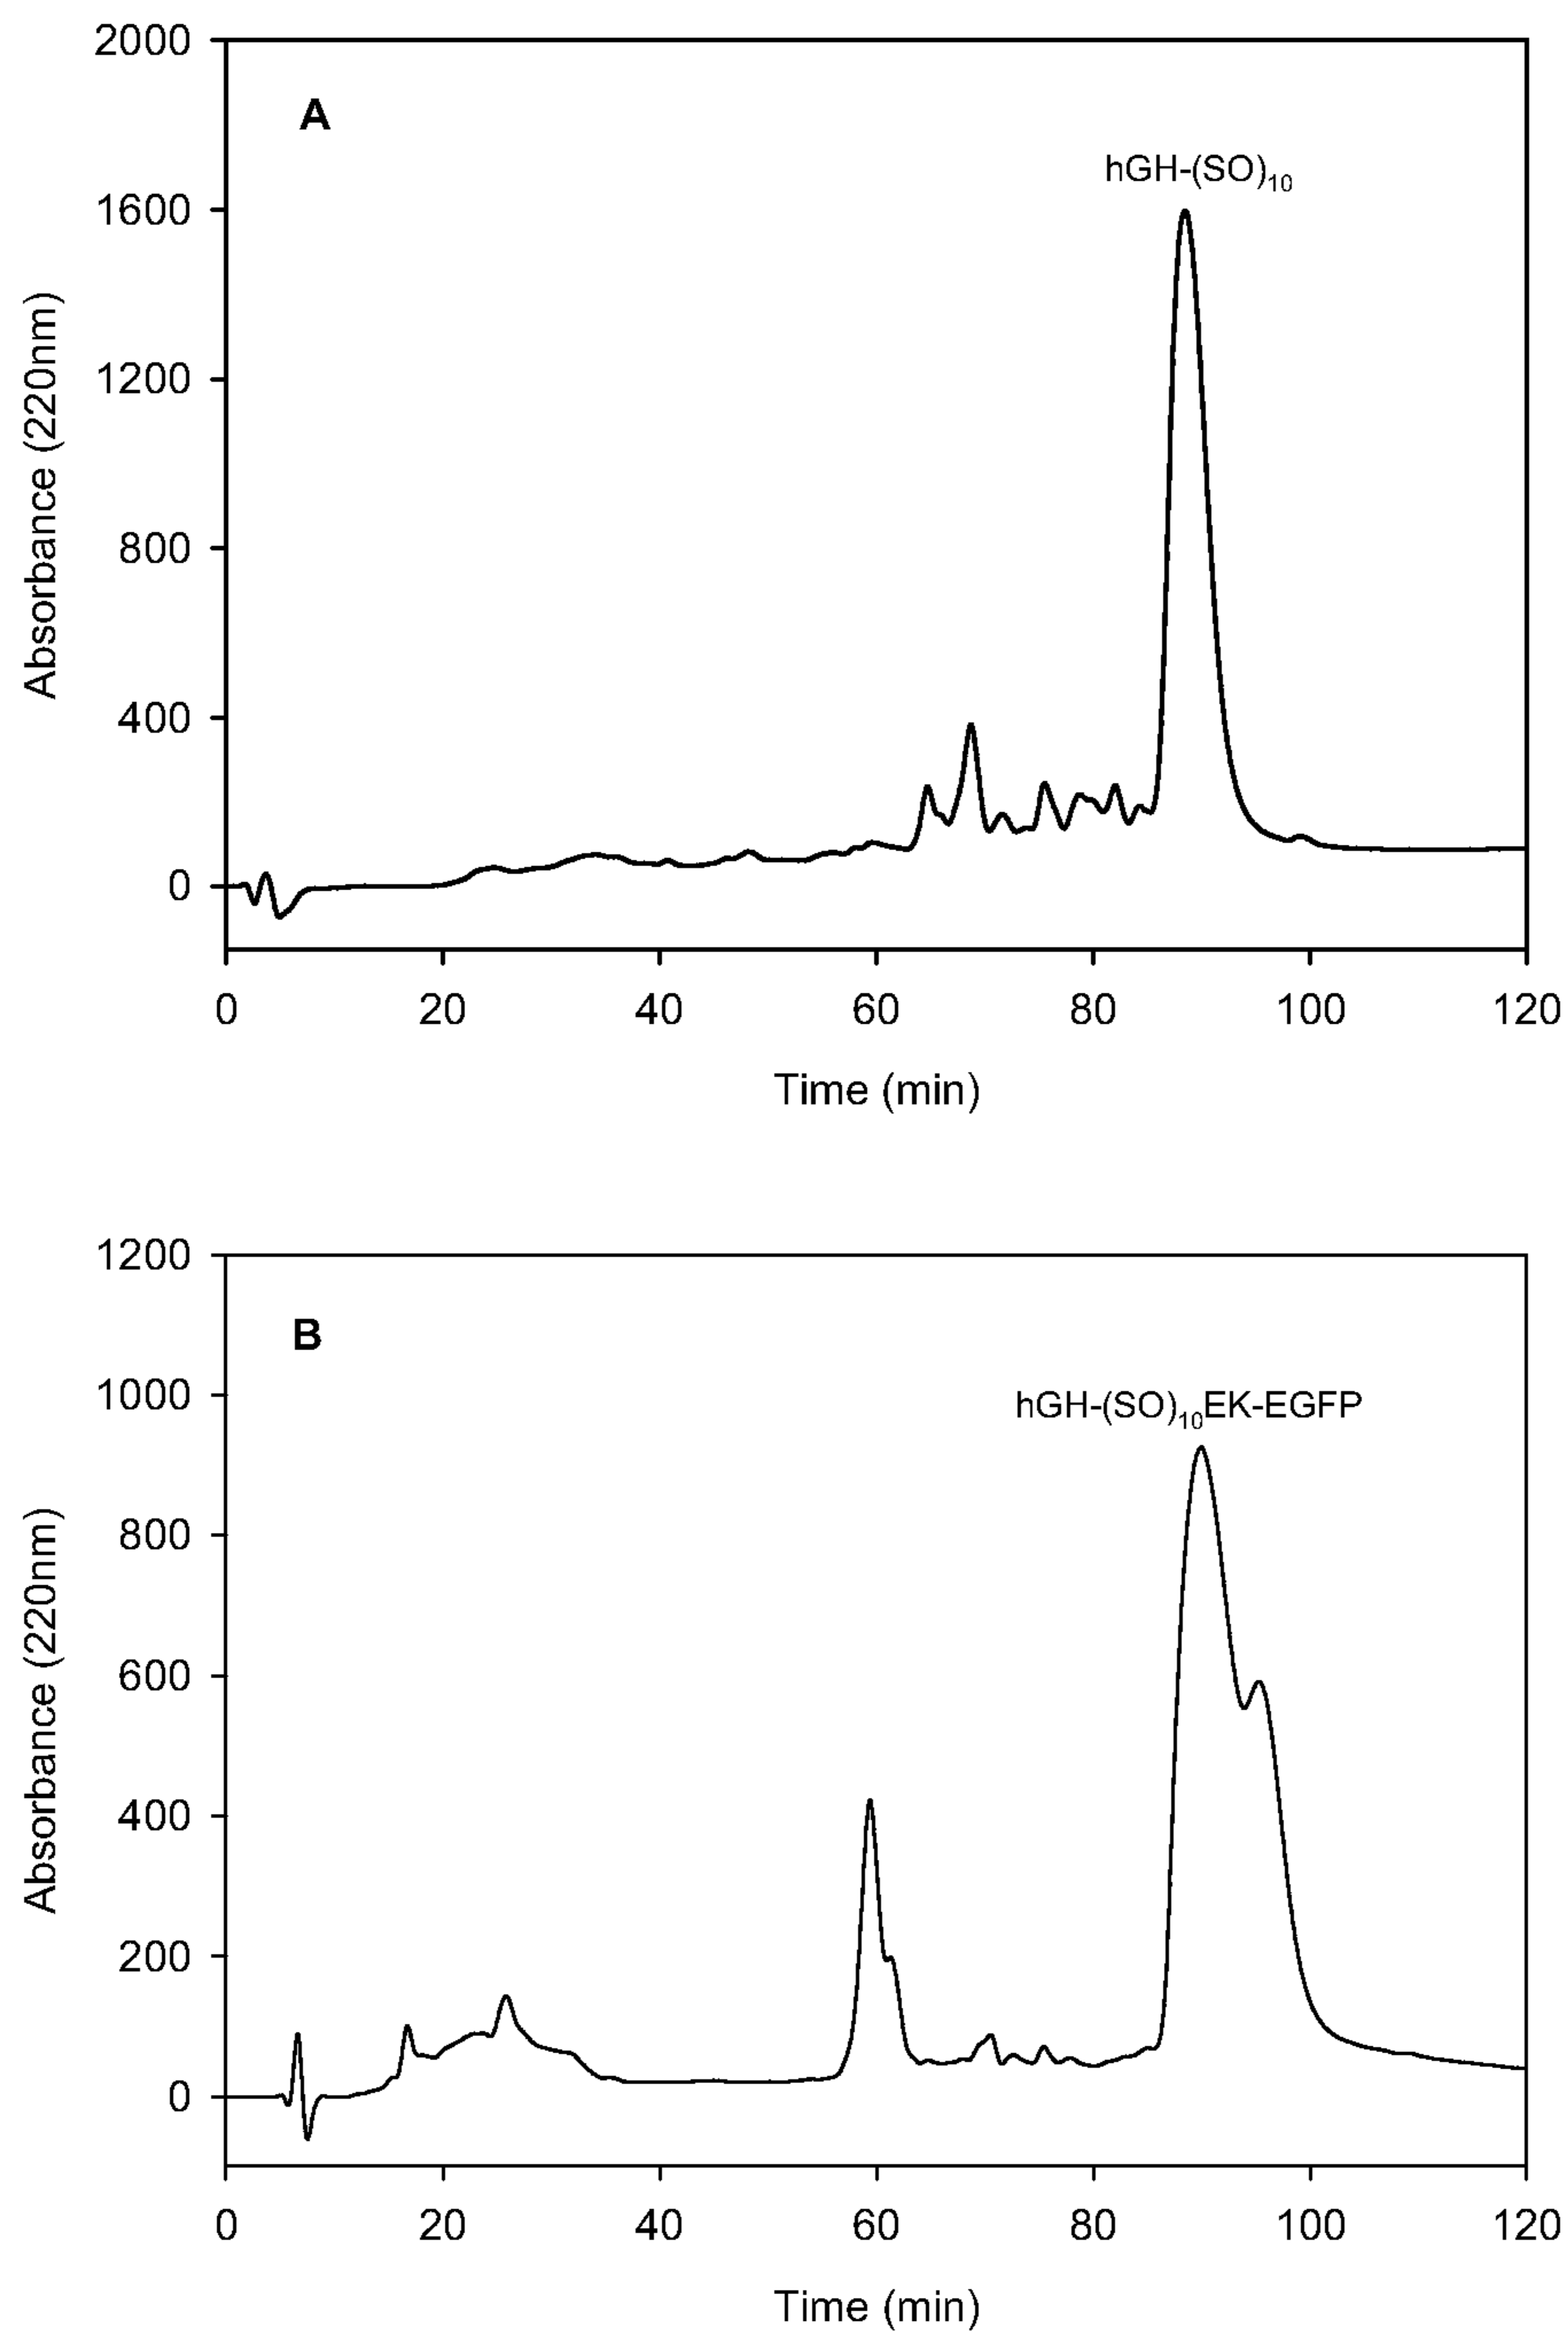 2000
A
hGH-(SO)10
1600
1200
800
400
0
Absorbance (220nm)
0 20 40 60 80 100 120
Time (min)
1200
B
hGH-(SO)10EK-EGFP
1000
800
600
400
200
0
Absorbance (220nm)
0 20 40 60 80 100 120
Time (min)